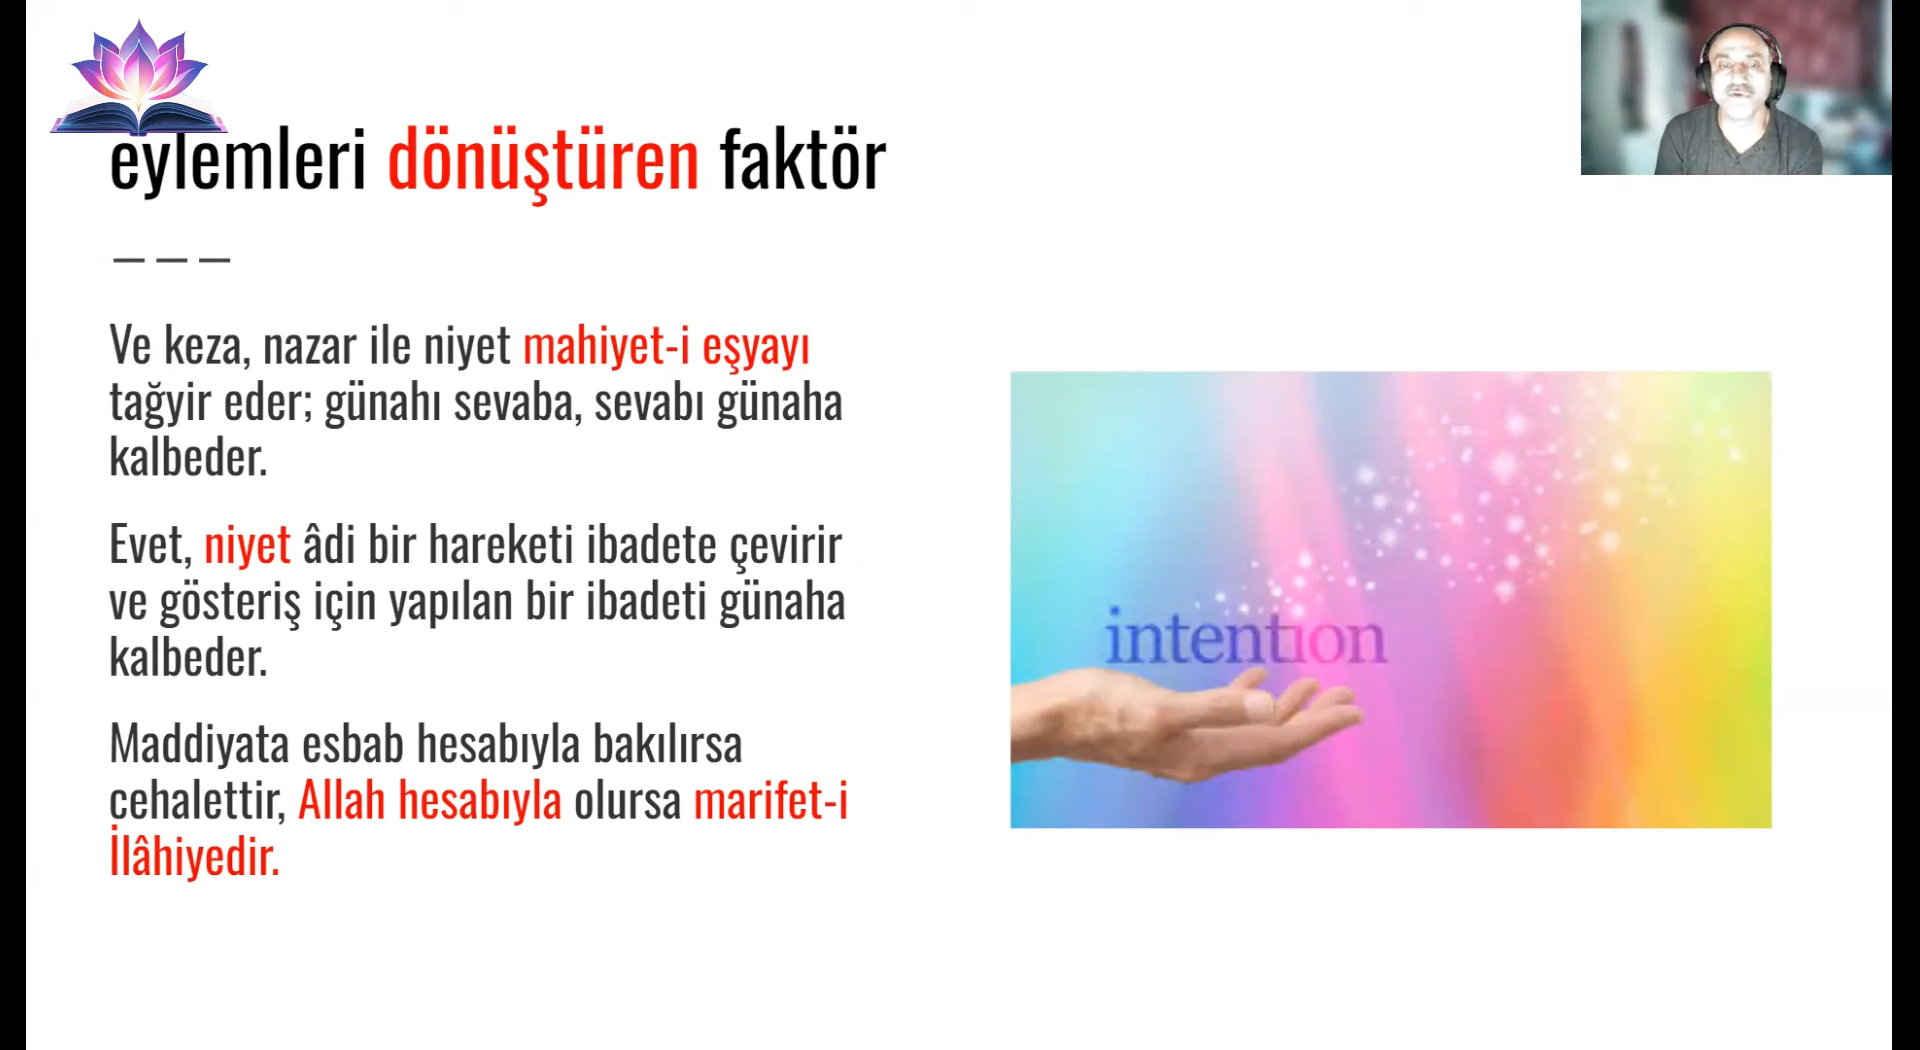 eylemleri dönüştüren faktör
Ve keza, nazar ile niyet mahiyet-i eşyayı
tağyir eder; günahı sevaba, sevabı günaha
kalbeder.
Evet, niyet âdi bir hareketi ibadete çevirir
ve gösteriş için yapılan bir ibadeti günaha
kalbeder.
Maddiyata esbab hesabıyla bakılırsa
cehalettir, Allah hesabıyla olursa marifet-i
İlâhiyedir.
intention